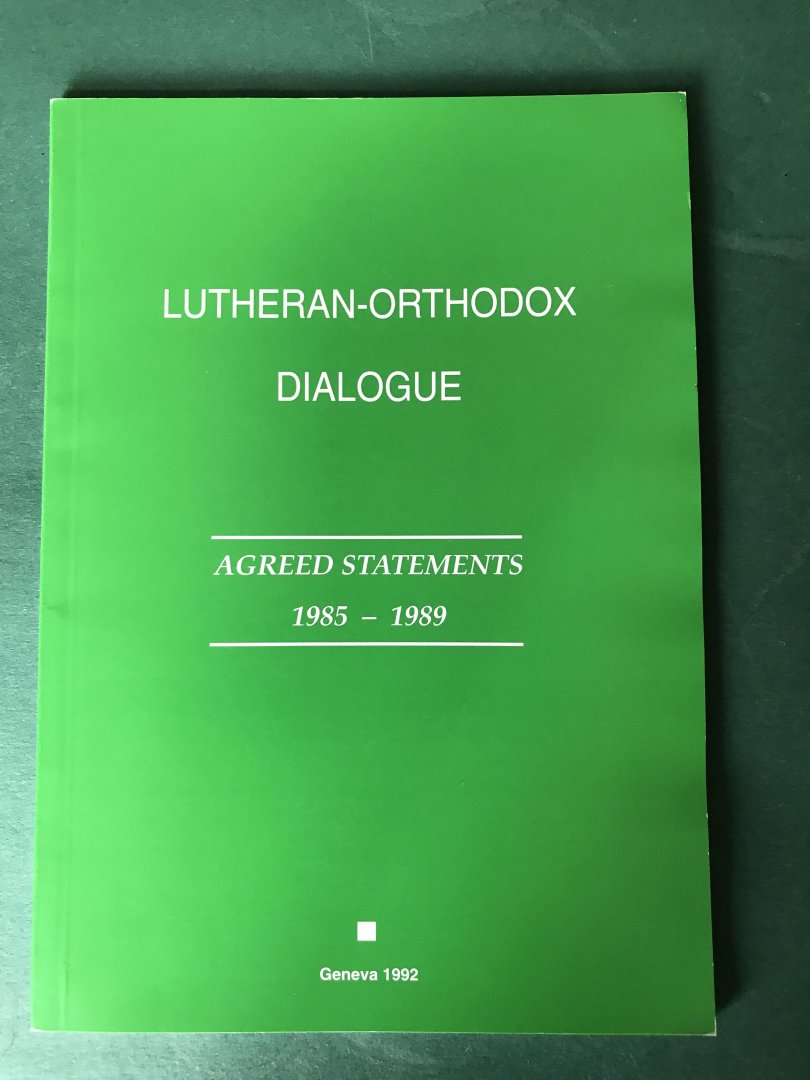 LUTHERAN-ORTHODOX
DIALOGUE
AGREED STATEMENTS
1985 – 1989
Geneva 1992